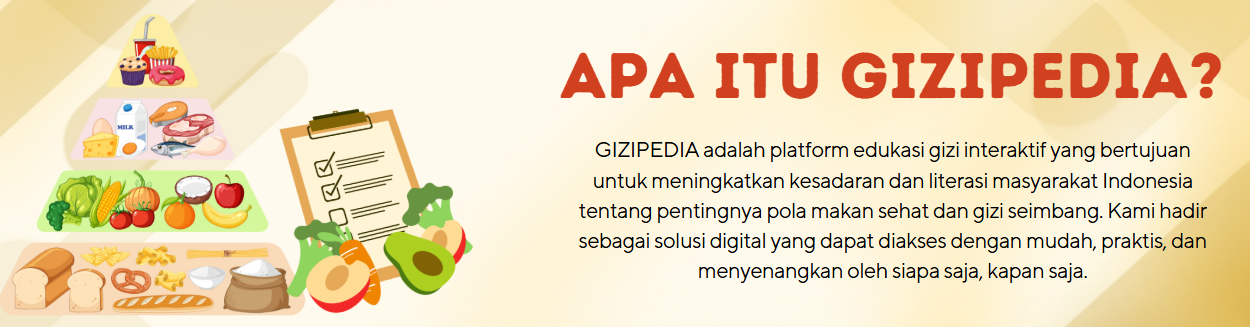 MILK
APA ITU GIZIPEDIA?
GIZIPEDIA adalah platform edukasi gizi interaktif yang bertujuan
untuk meningkatkan kesadaran dan literasi masyarakat Indonesia
tentang pentingnya pola makan sehat dan gizi seimbang. Kami hadir
sebagai solusi digital yang dapat diakses dengan mudah, praktis, dan
menyenangkan oleh siapa saja, kapan saja.